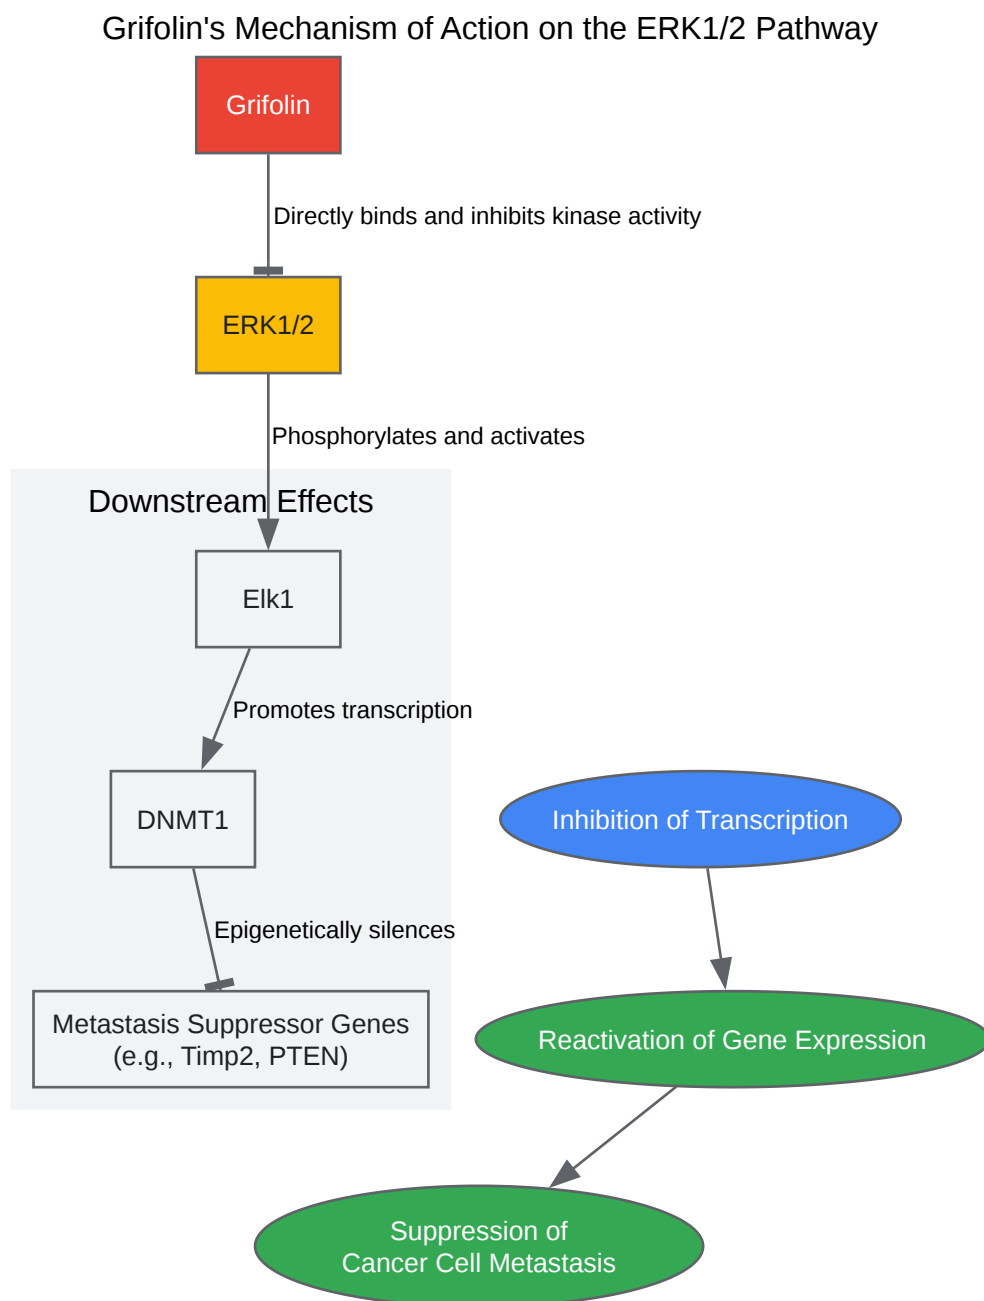 Grifolin's Mechanism of Action on the ERK1/2 Pathway
Grifolin
Directly binds and inhibits kinase activity
ERK1/2
Phosphorylates and activates
Downstream Effects
Elk1
Promotes transcription
DNMT1
Inhibition of Transcription
Epigenetically silences
Metastasis Suppressor Genes
(e.g., Timp2, PTEN)
Reactivation of Gene Expression
Suppression of
Cancer Cell Metastasis